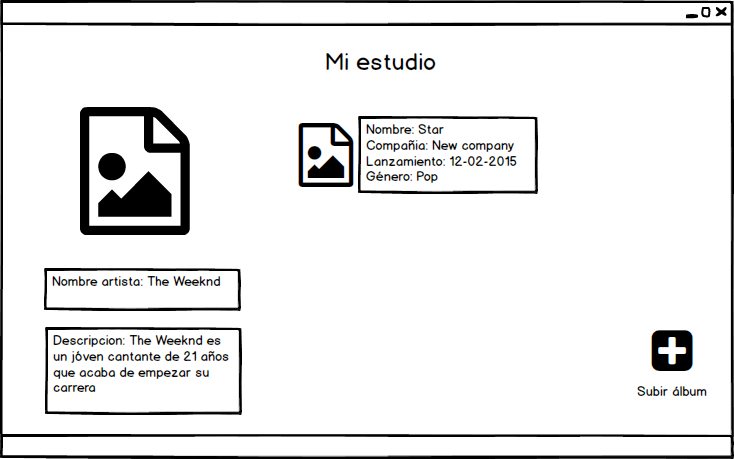 Mi estudio
Nombre: Star
Compañia: New company
Lanzamiento: 12-02-2015
Género: Pop
Nombre artista: The Weeknd
Descripcion: The Weeknd es
un jóven cantante de 21 años
que acaba de empezar su
carrera
Subir álbum